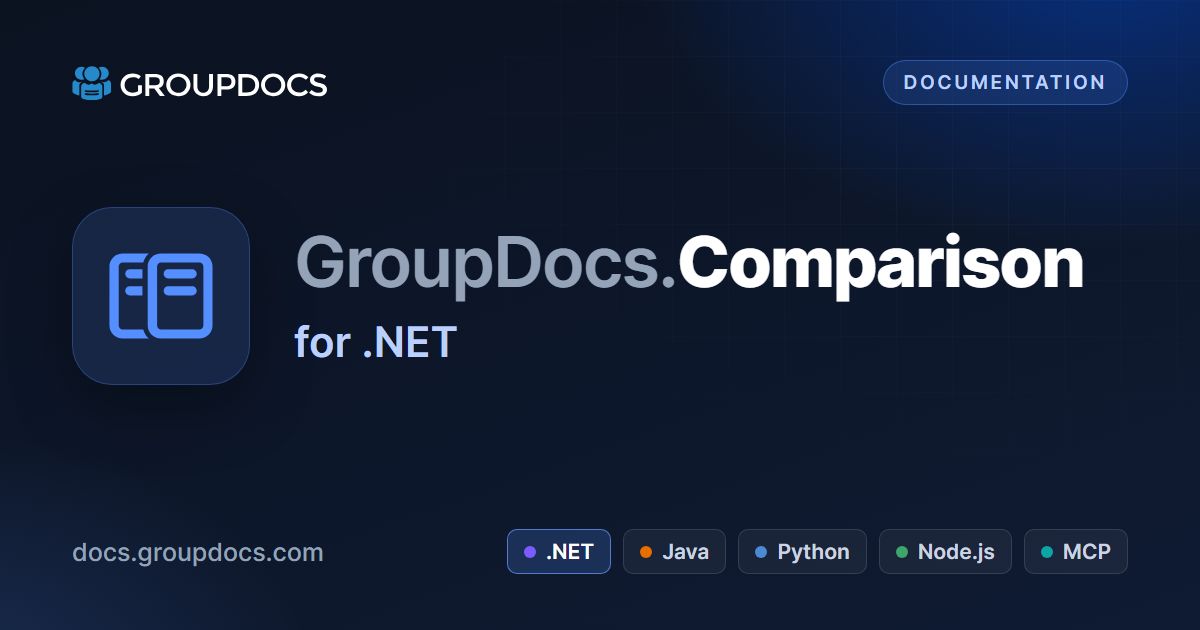 GROUPDOCS
DOCUMENTATION
GroupDocs.Comparison
for .NET
docs.groupdocs.com
.NET
Java
Python
Node.js
MCP